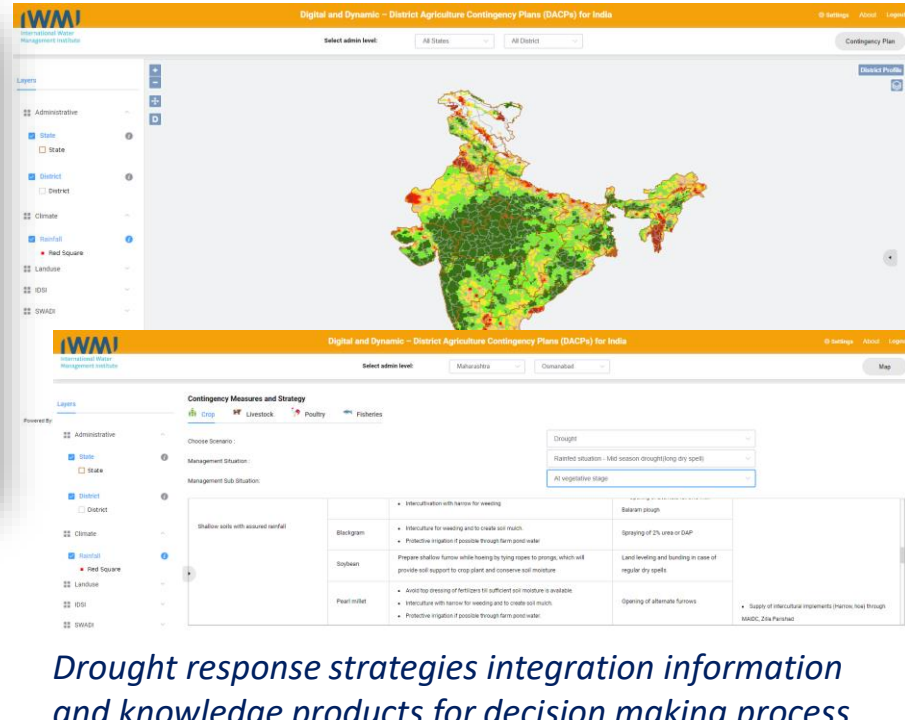 IWMI
International Water
Management Institute
Digital and Dynamic – District Agriculture Contingency Plans (DACPs) for India
Settings About Logout
Select admin level: All States All District
Contingency Plan
Layers
District Profile
D
Administrative
State
State
District
District
Climate
Rainfall
Red Square
Landuse
IDSI
SWADI
Powered By
IWMI
International Water
Management Institute
Digital and Dynamic – District Agriculture Contingency Plans (DACPs) for India
Settings About Logout
Select admin level: Maharashtra Osmanabad
Map
Layers
Administrative
State
State
District
District
Climate
Rainfall
Red Square
Landuse
IDSI
SWADI
Contingency Measures and Strategy
Crop Livestock Poultry Fisheries
Choose Scenario : Drought
Management Situation : Rainfed situation - Mid season drought(long dry spell)
Management Sub Situation: At vegetative stage
Shallow soils with assured rainfall
• Intercultivation with harrow for weeding
Balaram plough
Blackgram
• Interculture for weeding and to create soil mulch.
• Protective irrigation if possible through farm pond water
Spraying of 2% urea or DAP
Soybean
Prepare shallow furrow while hoeing by tying ropes to prongs, which will
provide soil support to crop plant and conserve soil moisture
Land leveling and bunding in case of
regular dry spells
Pearl millet
• Avoid top dressing of fertilizers till sufficient soil moisture is available.
• Interculture with harrow for weeding and to create soil mulch.
• Protective irrigation if possible through farm pond water.
Opening of alternate furrows
• Supply of intercultural implements (Harrow, hoe) through
MAIDC, Zilla Parishad
Drought response strategies integration information
and knowledge products for decision making process